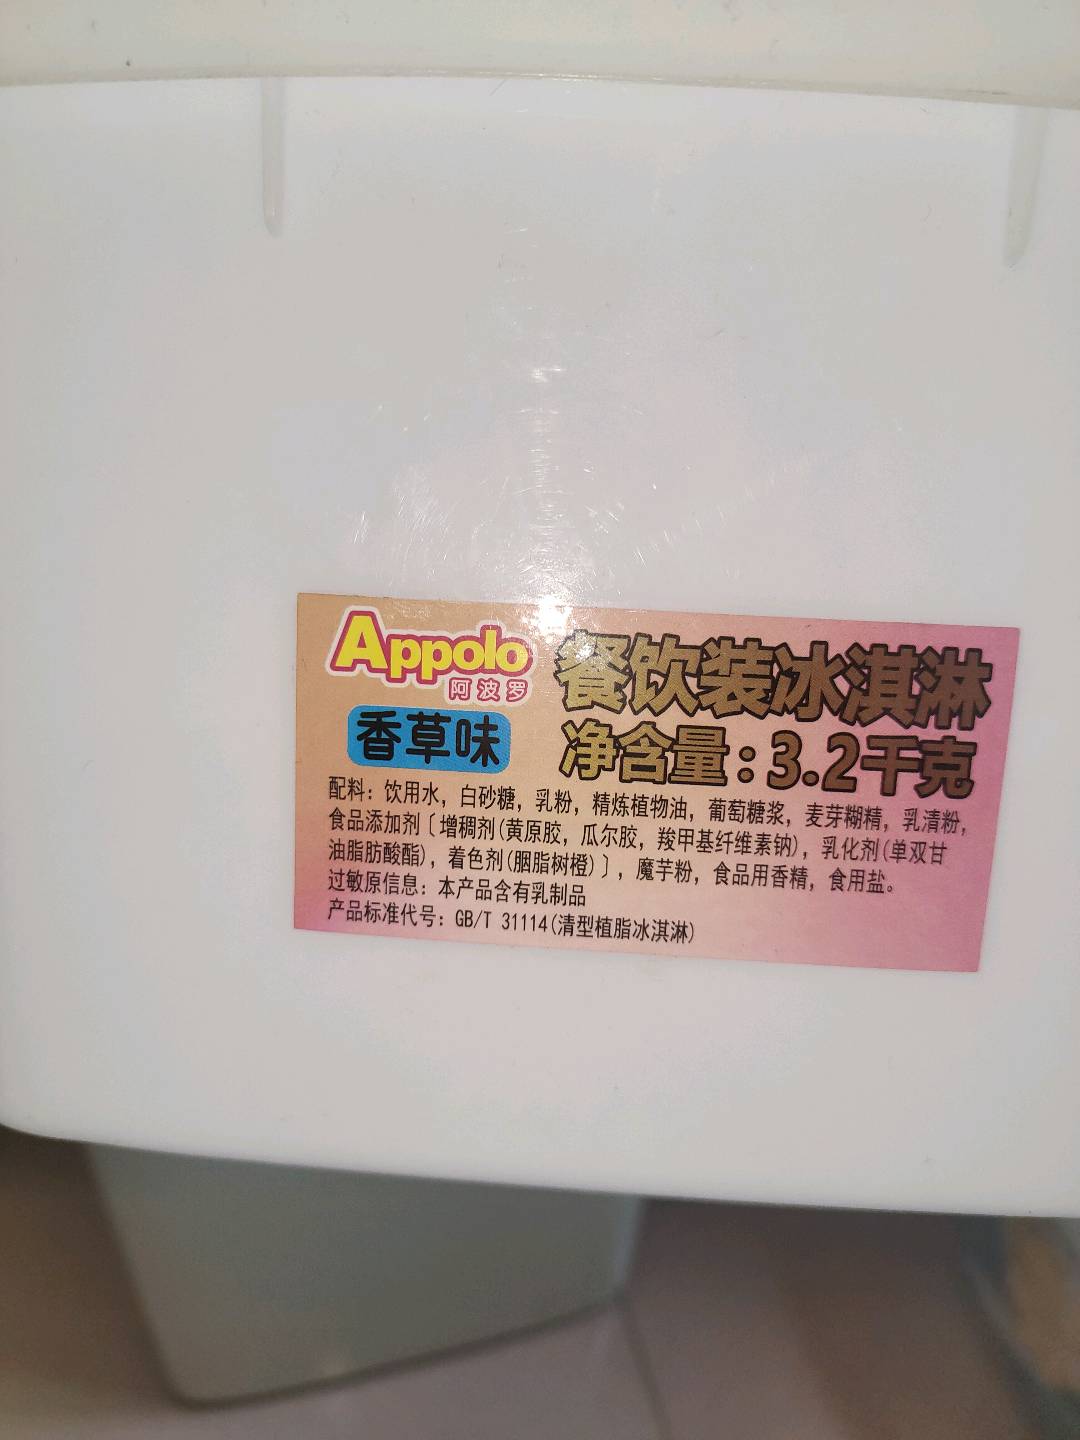 Appolo
阿波罗
香草味
餐饮装冰淇淋
净含量：3.2千克
配料：饮用水，白砂糖，乳粉，精炼植物油，葡萄糖浆，麦芽糊精，乳清粉，
食品添加剂〔增稠剂(黄原胶，瓜尔胶，羧甲基纤维素钠)，乳化剂(单双甘
油脂肪酸酯)，着色剂(胭脂树橙)〕，魔芋粉，食品用香精，食用盐。
过敏原信息：本产品含有乳制品
产品标准代号：GB/T 31114(清型植脂冰淇淋)